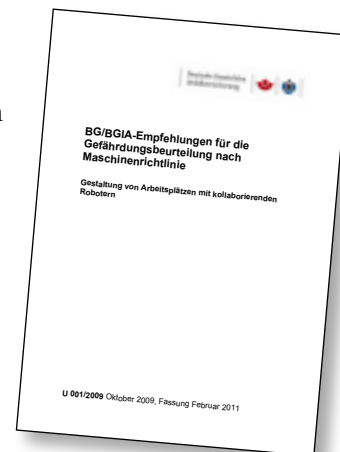 BG/BGIA-Empfehlungen für die
Gefährdungsbeurteilung nach
Maschinenrichtlinie
Gestaltung von Arbeitsplätzen mit kollaborierenden
Robotern
U 001/2009 Oktober 2009, Fassung Februar 2011